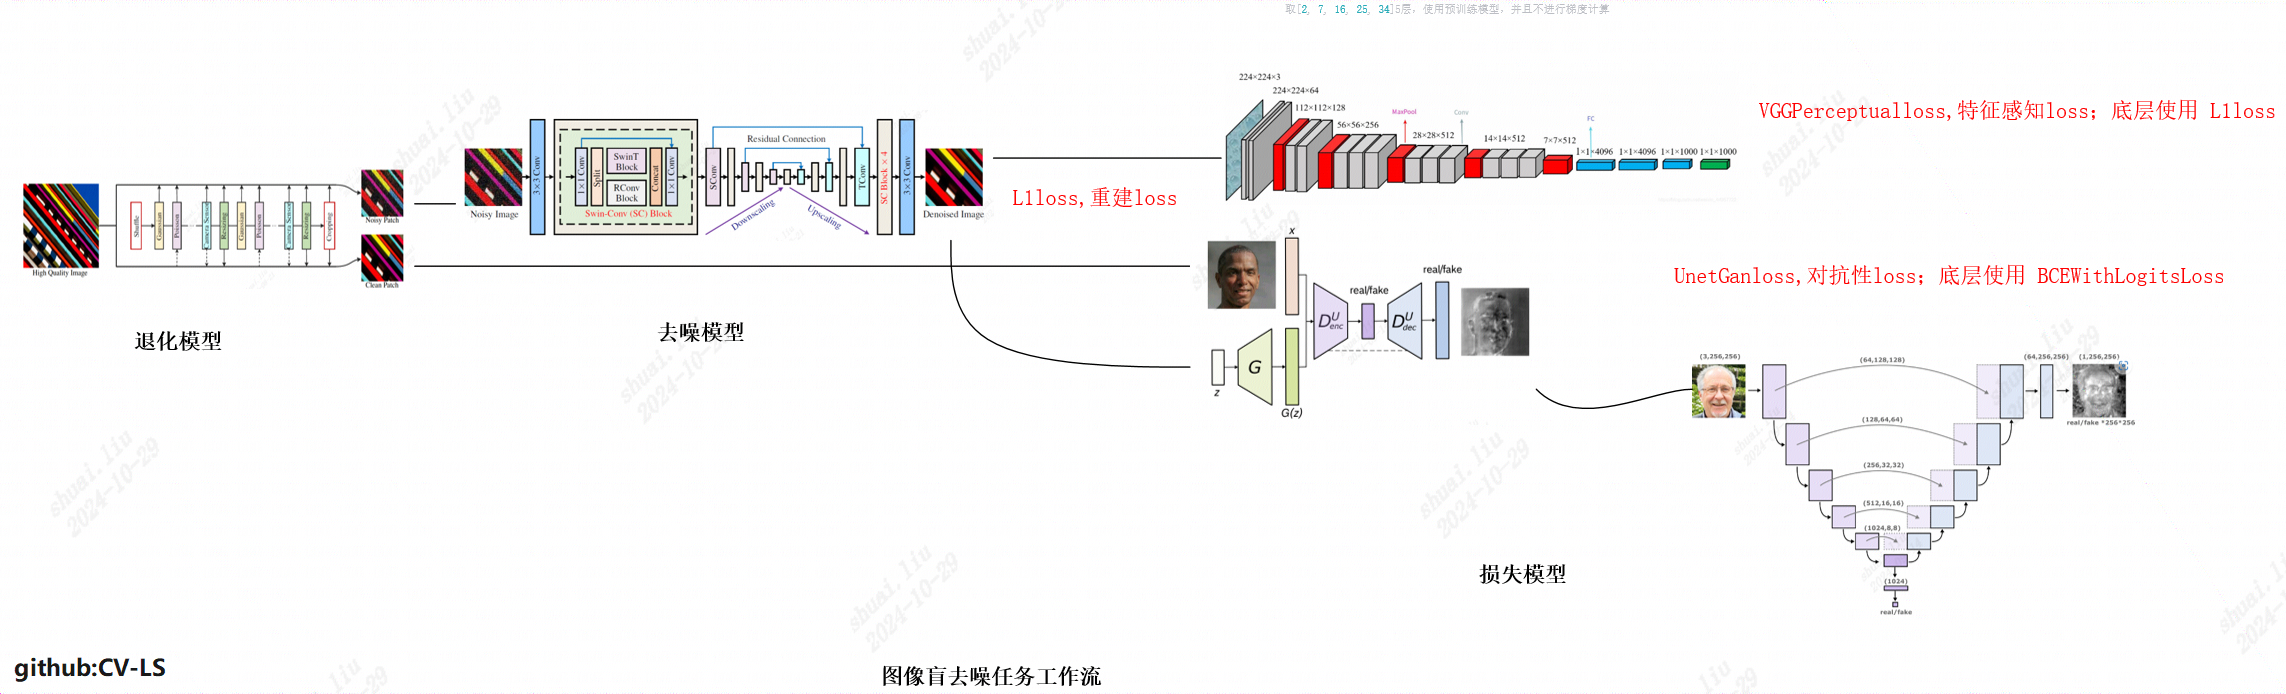 取[2, 7, 16, 25, 34]5层，使用预训练模型，并且不进行梯度计算
High Quality Image
Shuffle
Gaussian
Poisson
Camera Sensor
Resizing
Gaussian
Poisson
Camera Sensor
Resizing
Cropping
Noisy Patch
Clean Patch
退化模型
Noisy Image
3×3 Conv
1×1 Conv
Split
SwinT
Block
RConv
Block
Concat
1×1 Conv
Swin-Conv (SC) Block
SConv
Residual Connection
Downscaling
Upscaling
TConv
SC Block × 4
3×3 Conv
Denoised Image
去噪模型
L1loss,重建loss
224×224×3
224×224×64
112×112×128
56×56×256
MaxPool
28×28×512
Conv
14×14×512
7×7×512
FC
1×1×4096
1×1×4096
1×1×1000
1×1×1000
VGGPerceptualloss,特征感知loss；底层使用 L1loss
x
z
G
G(z)
D U enc
real/fake
D U dec
real/fake
UnetGanloss,对抗性loss；底层使用 BCEWithLogitsLoss
(3,256,256)
(64,128,128)
(64,256,256)
(1,256,256)
real/fake *256*256
(128,64,64)
(256,32,32)
(512,16,16)
(1024,8,8)
(1024)
real/fake
损失模型
github:CV-LS
图像盲去噪任务工作流
shuai.liu
2024-10-29